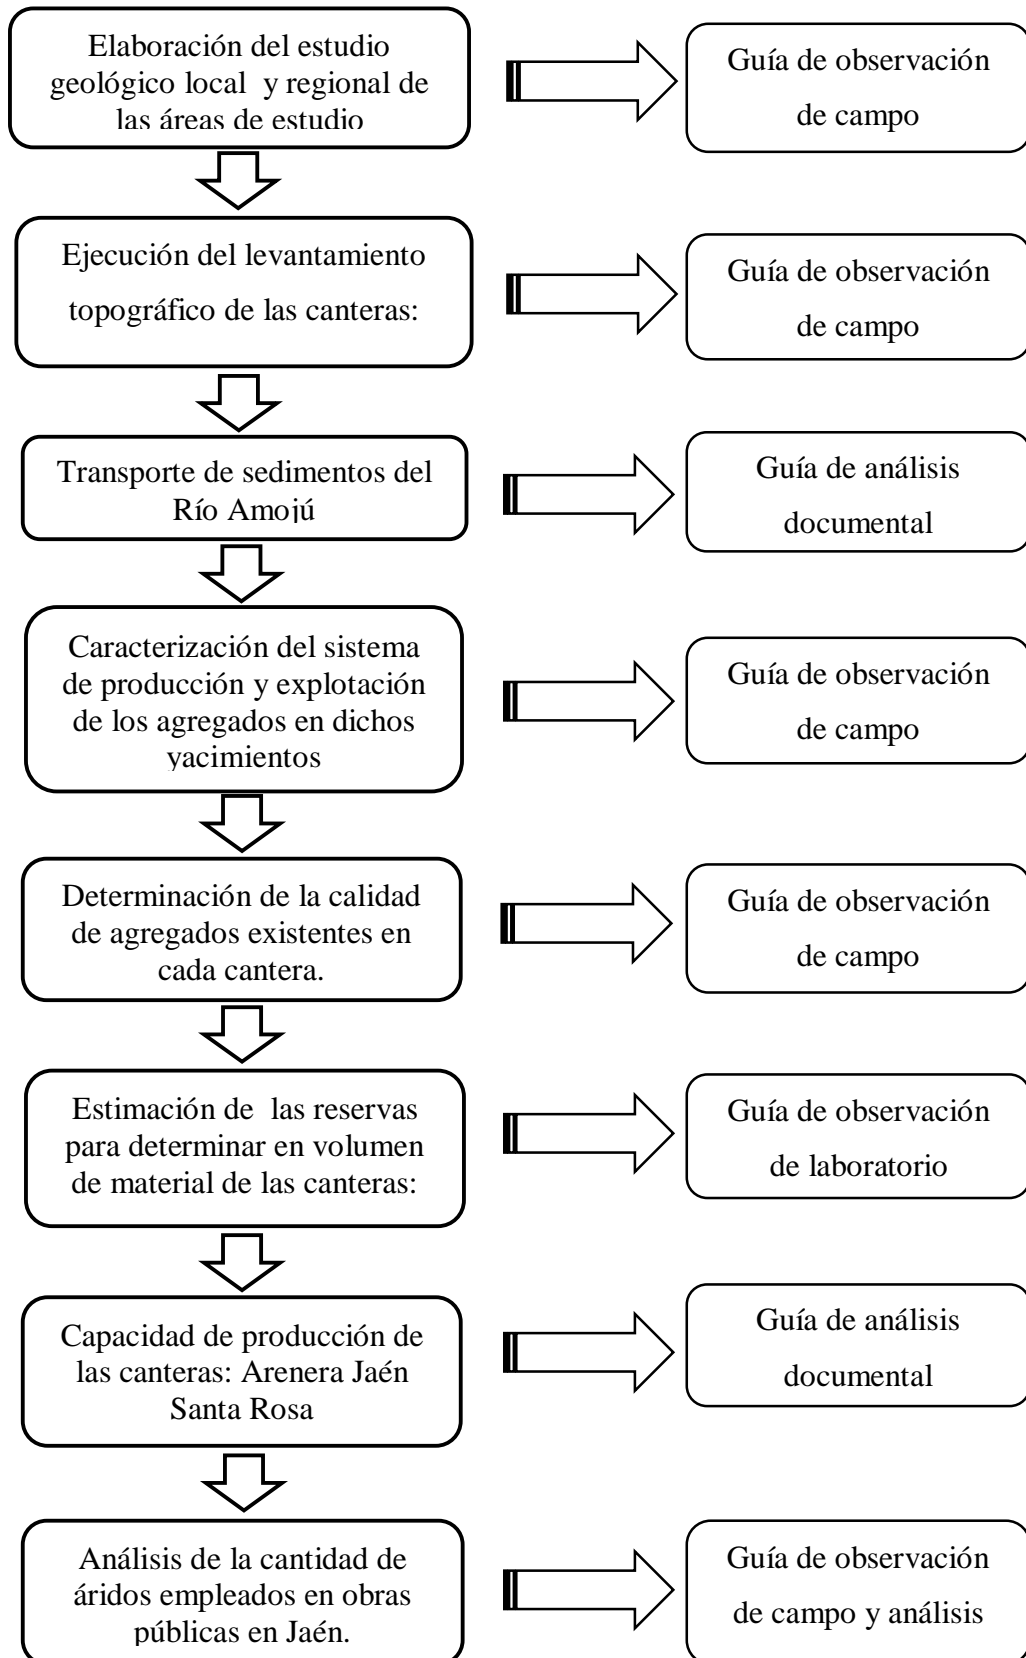 Elaboración del estudio
geológico local y regional de
las áreas de estudio
Guía de observación
de campo
Ejecución del levantamiento
topográfico de las canteras:
Guía de observación
de campo
Transporte de sedimentos del
Río Amojú
Guía de análisis
documental
Caracterización del sistema
de producción y explotación
de los agregados en dichos
yacimientos
Guía de observación
de campo
Determinación de la calidad
de agregados existentes en
cada cantera.
Guía de observación
de campo
Estimación de las reservas
para determinar en volumen
de material de las canteras:
Guía de observación
de laboratorio
Capacidad de producción de
las canteras: Arenera Jaén
Santa Rosa
Guía de análisis
documental
Análisis de la cantidad de
áridos empleados en obras
públicas en Jaén.
Guía de observación
de campo y análisis